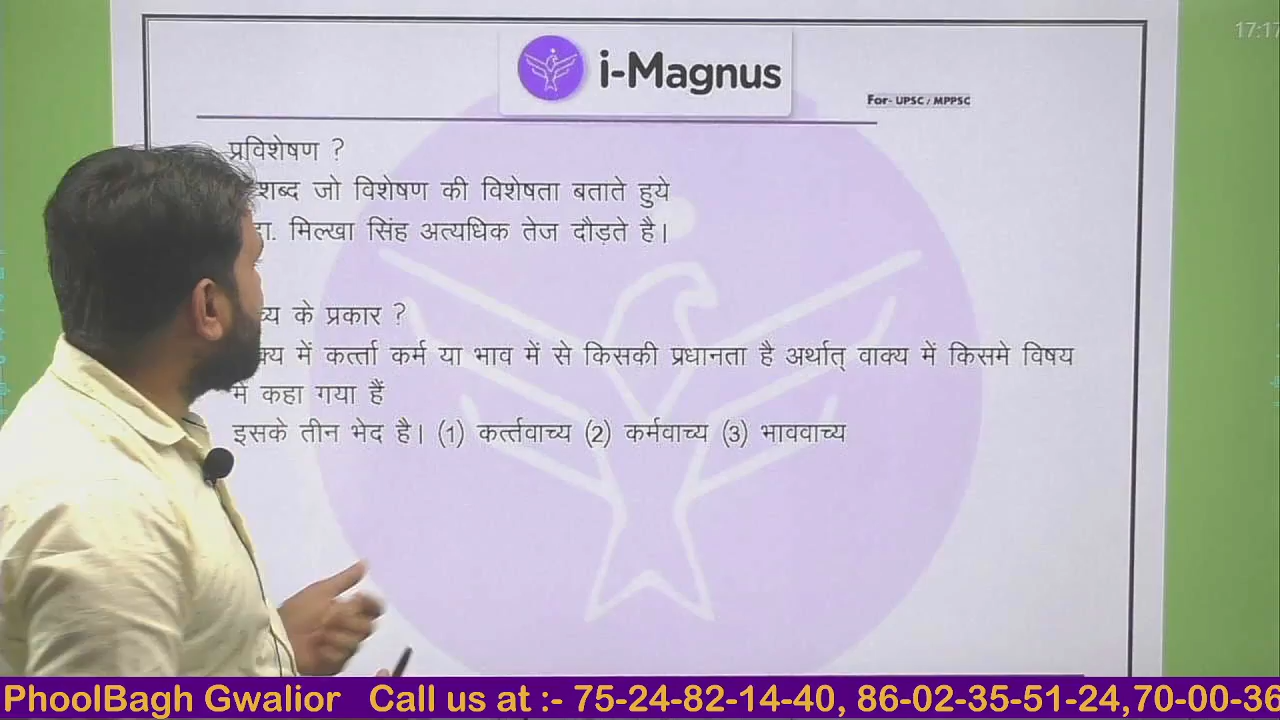 17:17
i-Magnus
For- UPSC / MPPSC
प्रविशेषण ?
शब्द जो विशेषण की विशेषता बताते हुये
मिल्खा सिंह अत्यधिक तेज दौड़ते है।
के प्रकार ?
में कर्त्ता कर्म या भाव में से किसकी प्रधानता है अर्थात् वाक्य में किसमे विषय
में कहा गया हैं
इसके तीन भेद है। (1) कर्त्तवाच्य (2) कर्मवाच्य (3) भाववाच्य
PhoolBagh Gwalior Call us at :- 75-24-82-14-40, 86-02-35-51-24,70-00-36